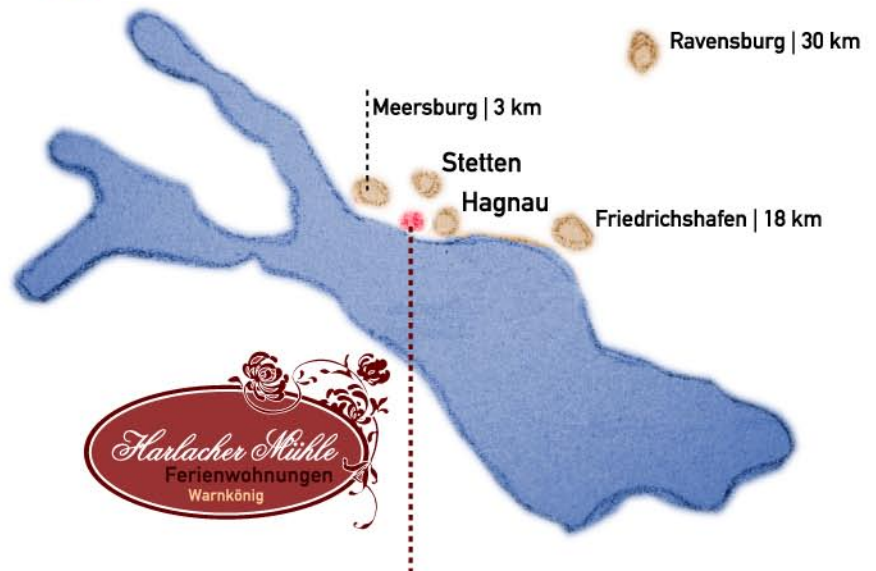 Ravensburg | 30 km
Meersburg | 3 km
Stetten
Hagnau
Friedrichshafen | 18 km
Harlacher Mühle
Ferienwohnungen
Warnkönig